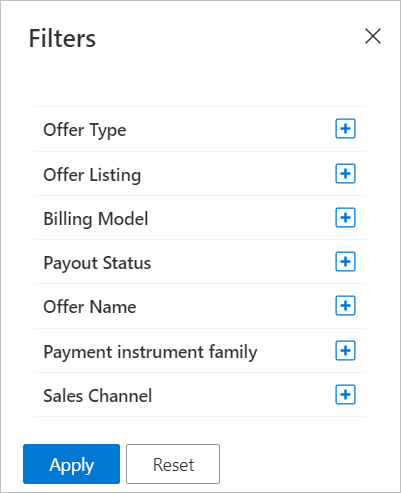 Filters
Offer Type
Offer Listing
Billing Model
Payout Status
Offer Name
Payment instrument family
Sales Channel
Apply
Reset